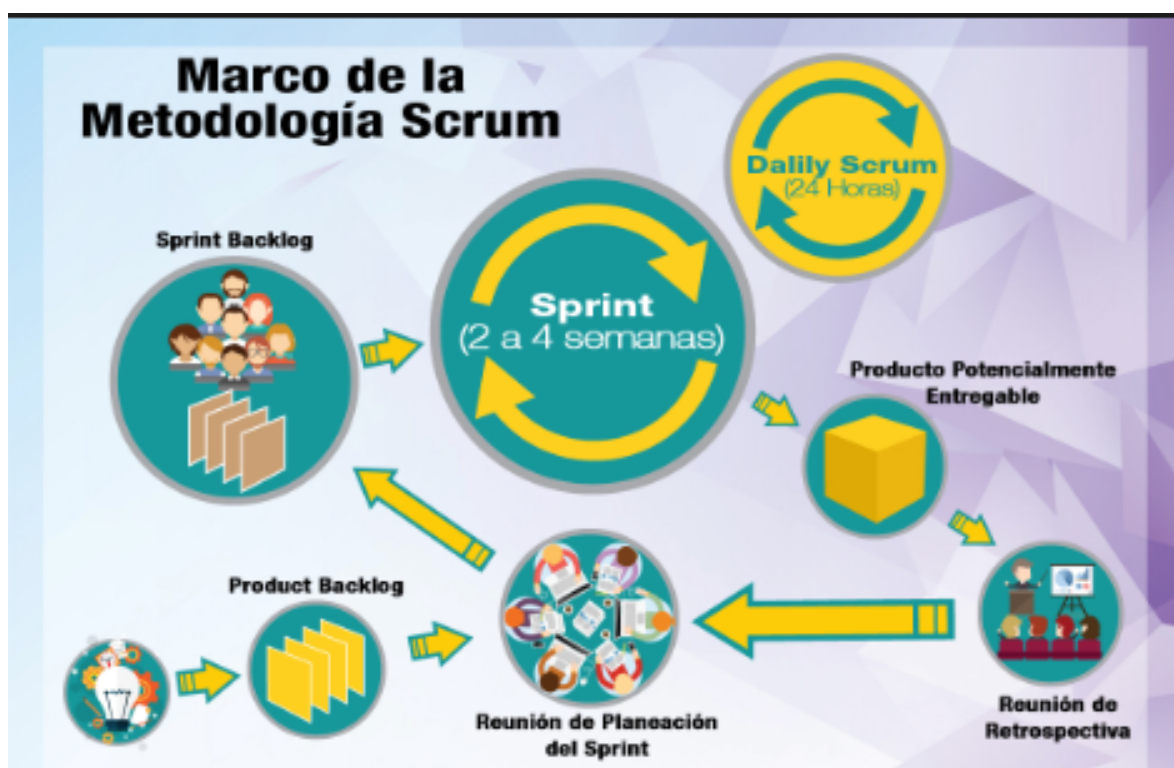 Marco de la
Metodología Scrum
Dalily Scrum
(24 Horas)
Sprint Backlog
Sprint
(2 a 4 semanas)
Producto Potencialmente
Entregable
Product Backlog
Reunión de Planeación
del Sprint
Reunión de
Retrospectiva